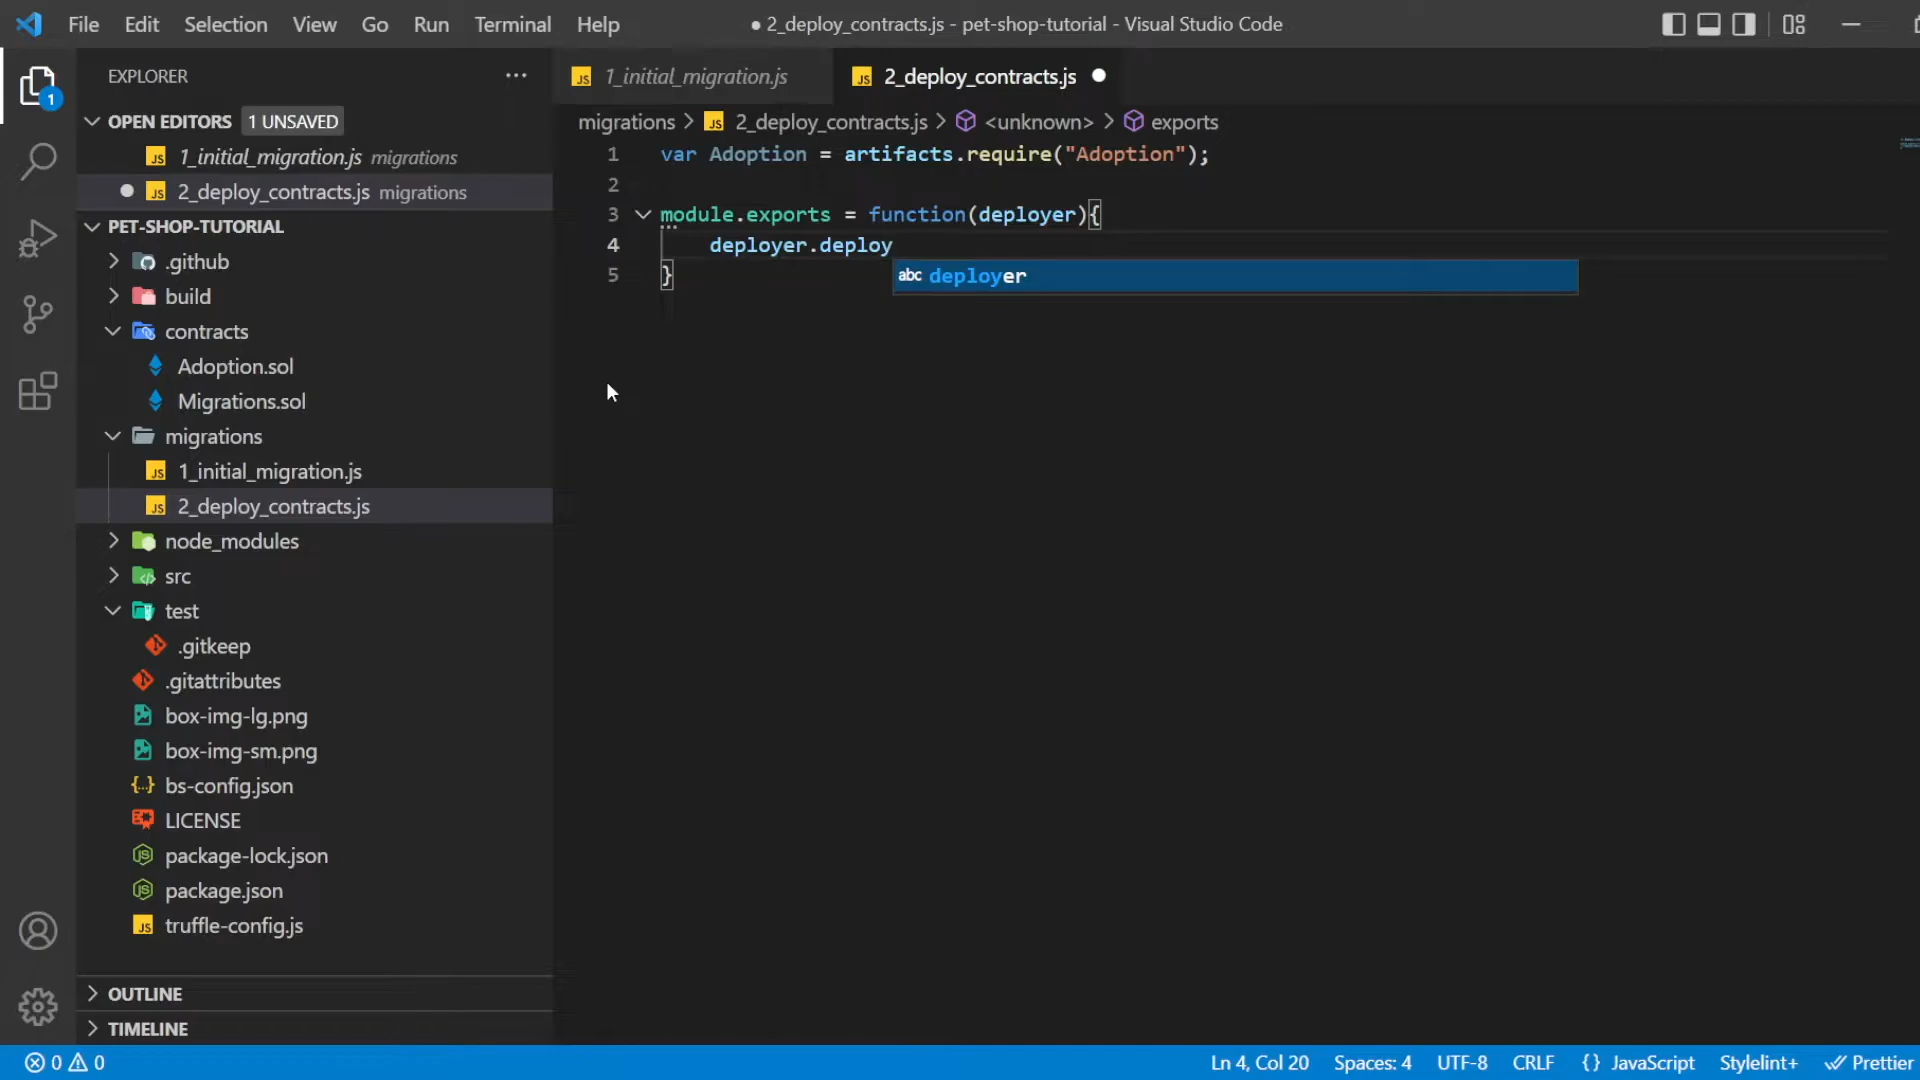 File Edit Selection View Go Run Terminal Help
● 2_deploy_contracts.js - pet-shop-tutorial - Visual Studio Code
EXPLORER
1
OPEN EDITORS 1 UNSAVED
1_initial_migration.js migrations
2_deploy_contracts.js migrations
PET-SHOP-TUTORIAL
.github
build
contracts
Adoption.sol
Migrations.sol
migrations
1_initial_migration.js
2_deploy_contracts.js
node_modules
src
test
.gitkeep
.gitattributes
box-img-lg.png
box-img-sm.png
bs-config.json
LICENSE
package-lock.json
package.json
truffle-config.js
OUTLINE
TIMELINE
JS 1_initial_migration.js JS 2_deploy_contracts.js
migrations > JS 2_deploy_contracts.js > <unknown> > exports
1 var Adoption = artifacts.require("Adoption");
2
3 module.exports = function(deployer){
4 deployer.deploy
5 }
abc deployer
0 0 Ln 4, Col 20 Spaces: 4 UTF-8 CRLF {} JavaScript Stylelint+ Prettier